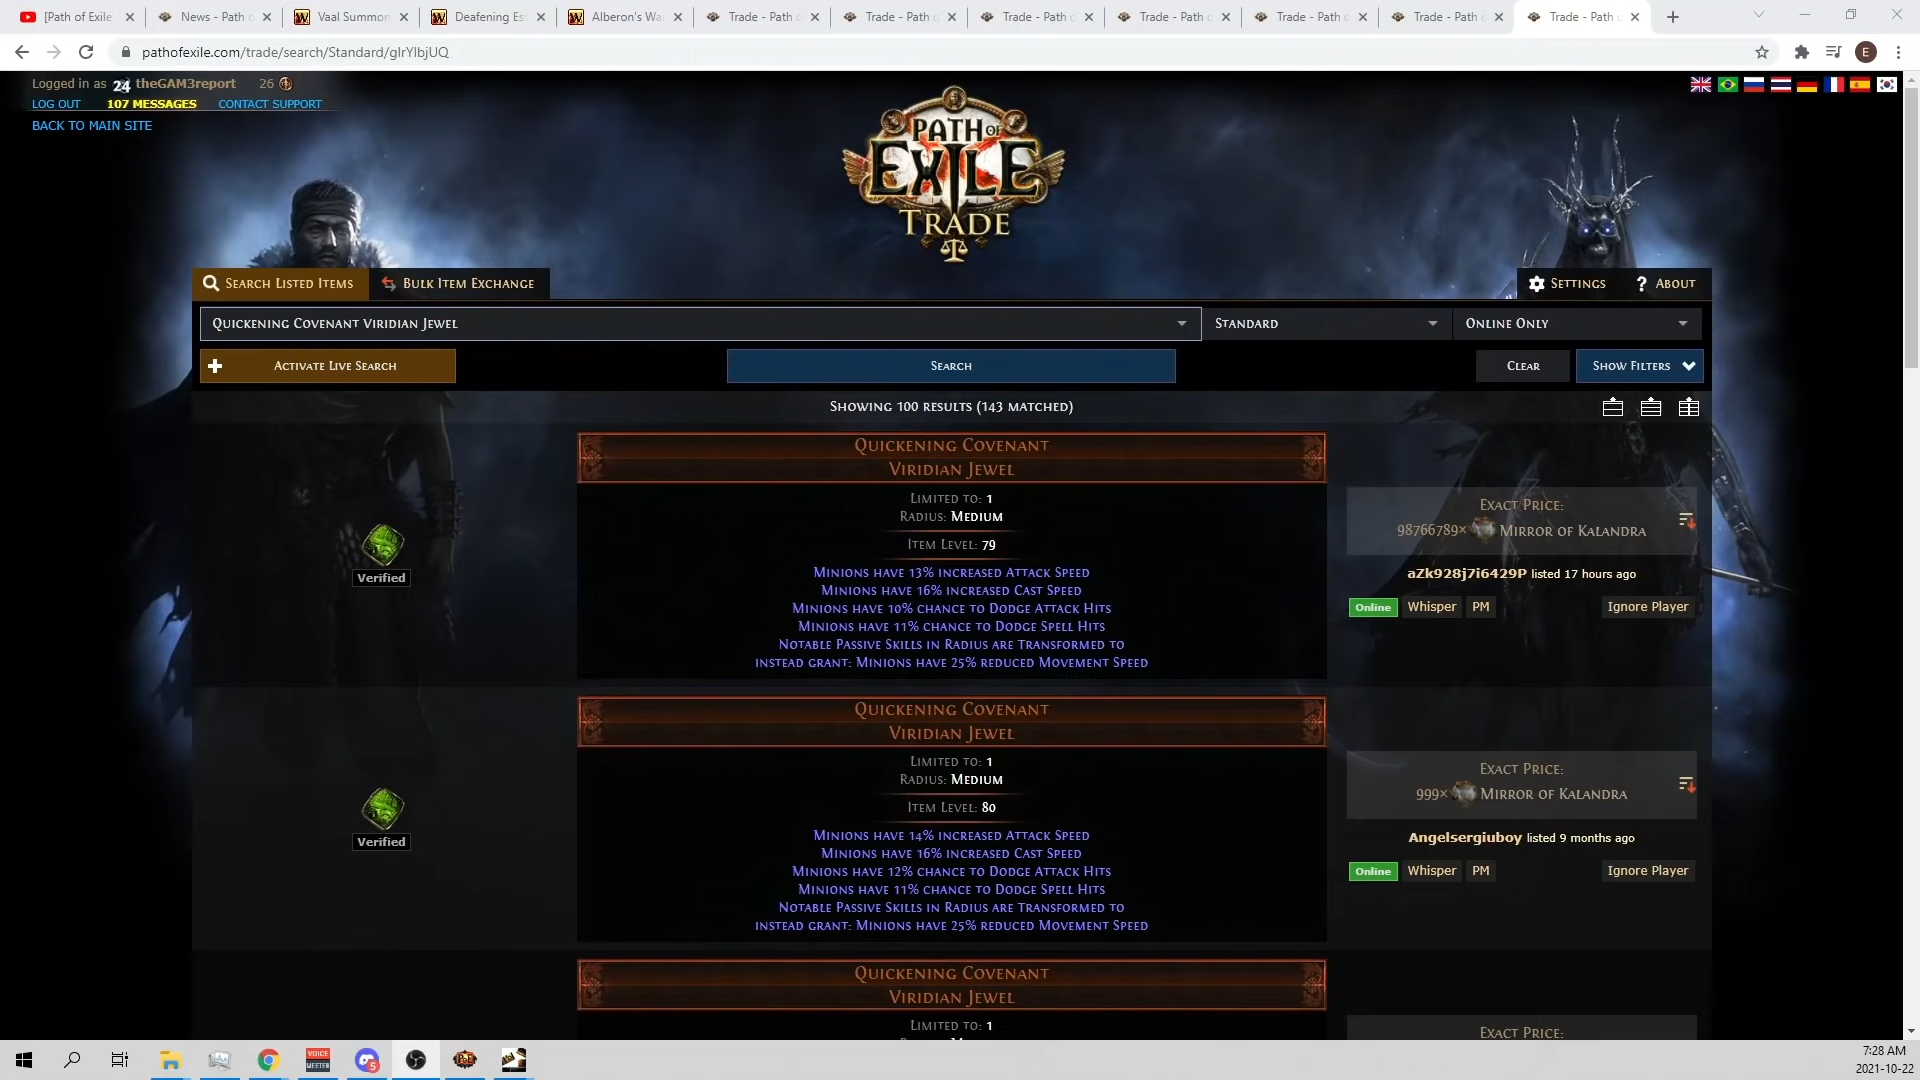 [Path of Exile
News - Path o
Vaal Summon
Deafening Ess
Alberon's Wa
Trade - Path o
Trade - Path o
Trade - Path o
Trade - Path o
Trade - Path o
Trade - Path o
Trade - Path o
pathofexile.com/trade/search/Standard/glrYlbjUQ
E
Logged in as 24 theGAM3report 26
LOG OUT 107 MESSAGES CONTACT SUPPORT
BACK TO MAIN SITE
PATH OF
EXILE
TRADE
Search Listed Items
Bulk Item Exchange
Settings
? About
Quickening Covenant Viridian Jewel
Standard
Online Only
Activate Live Search
Search
Clear
Show Filters
Showing 100 results (143 matched)
Quickening Covenant
Viridian Jewel
Limited to: 1
Radius: Medium
Item Level: 79
Minions have 13% increased Attack Speed
Minions have 16% increased Cast Speed
Minions have 10% chance to Dodge Attack Hits
Minions have 11% chance to Dodge Spell Hits
Notable Passive Skills in Radius are Transformed to
instead grant: Minions have 25% reduced Movement Speed
Verified
Exact Price:
98766789× Mirror of Kalandra
aZk928j7i6429P listed 17 hours ago
Online Whisper PM Ignore Player
Quickening Covenant
Viridian Jewel
Limited to: 1
Radius: Medium
Item Level: 80
Minions have 14% increased Attack Speed
Minions have 16% increased Cast Speed
Minions have 12% chance to Dodge Attack Hits
Minions have 11% chance to Dodge Spell Hits
Notable Passive Skills in Radius are Transformed to
instead grant: Minions have 25% reduced Movement Speed
Verified
Exact Price:
999× Mirror of Kalandra
Angelsergiuboy listed 9 months ago
Online Whisper PM Ignore Player
Quickening Covenant
Viridian Jewel
Limited to: 1
Exact Price:
VOICE
MEETER
5
7:28 AM
2021-10-22